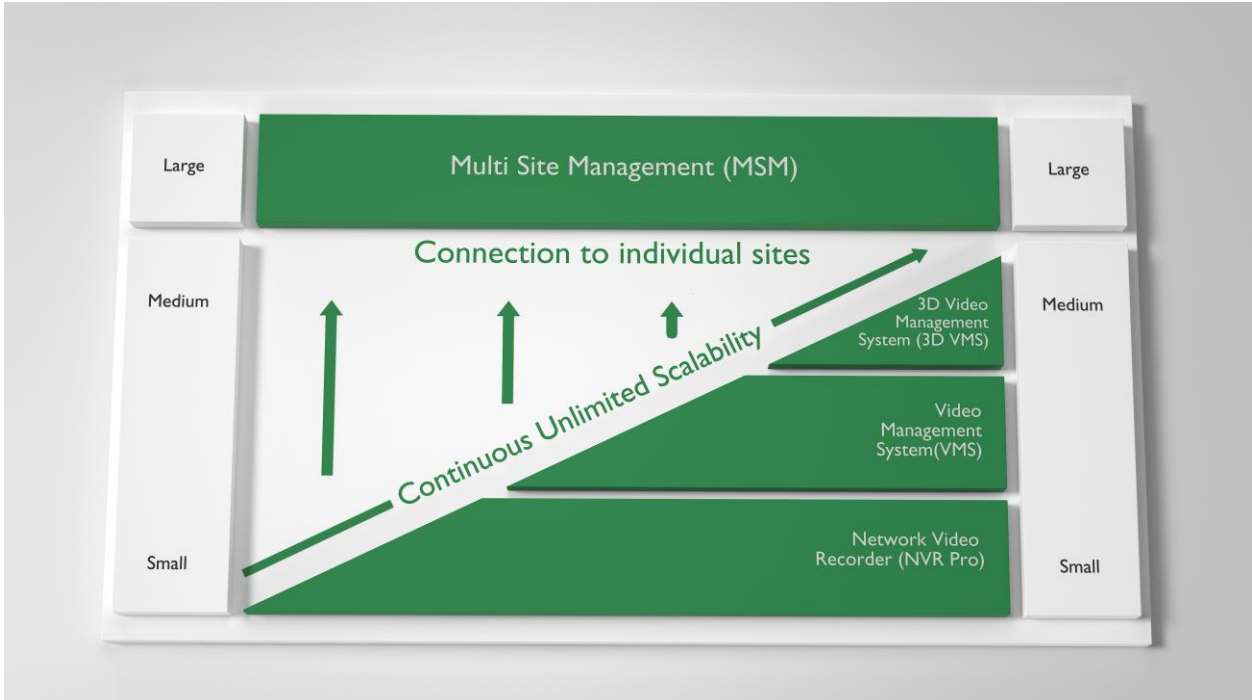 Large
Multi Site Management (MSM)
Large
Connection to individual sites
Medium
3D Video
Management
System (3D VMS)
Medium
Continuous Unlimited Scalability
Video
Management
System(VMS)
Small
Network Video
Recorder (NVR Pro)
Small